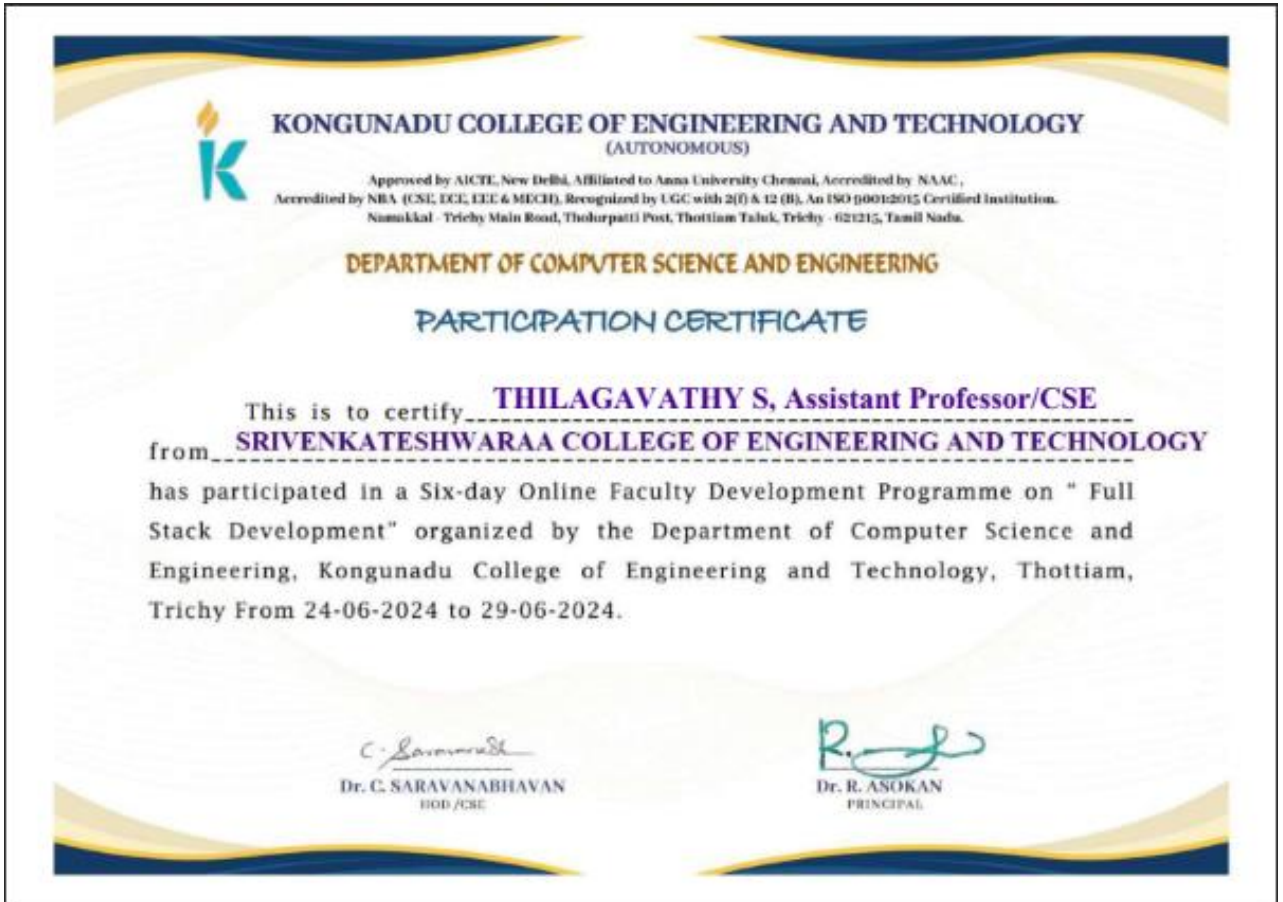 KONGUNADU COLLEGE OF ENGINEERING AND TECHNOLOGY
(AUTONOMOUS)
Approved by AICTE, New Delhi, Affiliated to Anna University Chennai, Accredited by NAAC,
Accredited by NBA (CSE, ECE, EEE & MECH), Recognized by UGC with 2(f) & 12 (B), An ISO 9001:2015 Certified Institution.
Namakkal - Trichy Main Road, Tholurpatti Post, Thottiam Taluk, Trichy - 621215, Tamil Nadu.
DEPARTMENT OF COMPUTER SCIENCE AND ENGINEERING
PARTICIPATION CERTIFICATE
This is to certify THILAGAVATHY S, Assistant Professor/CSE
from SRIVENKATESHWARAA COLLEGE OF ENGINEERING AND TECHNOLOGY
has participated in a Six-day Online Faculty Development Programme on " Full
Stack Development" organized by the Department of Computer Science and
Engineering, Kongunadu College of Engineering and Technology, Thottiam,
Trichy From 24-06-2024 to 29-06-2024.
Dr. C. SARAVANABHAVAN
HOD /CSE
Dr. R. ASOKAN
PRINCIPAL